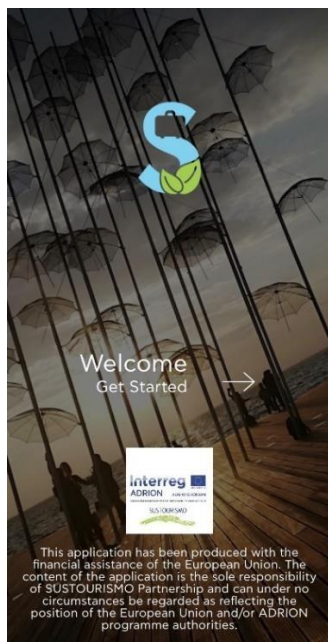 S
Welcome
Get Started
Interreg
ADRION
SUSTOURISMO
This application has been produced with the
financial assistance of the European Union. The
content of the application is the sole responsibility
of SUSTOURISMO Partnership and can under no
circumstances be regarded as reflecting the
position of the European Union and/or ADRION
programme authorities.